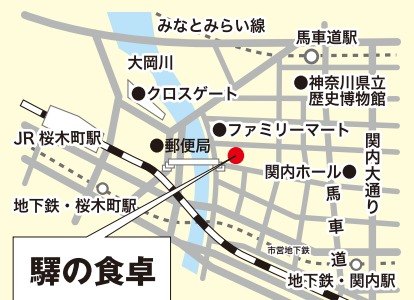 みなとみらい線
馬車道駅
大岡川
クロスゲート
神奈川県立
歴史博物館
ファミリーマート
JR 桜木町駅
郵便局
関内ホール
関内大通り
馬車道
地下鉄・桜木町駅
市営地下鉄
地下鉄・関内駅
驛の食卓